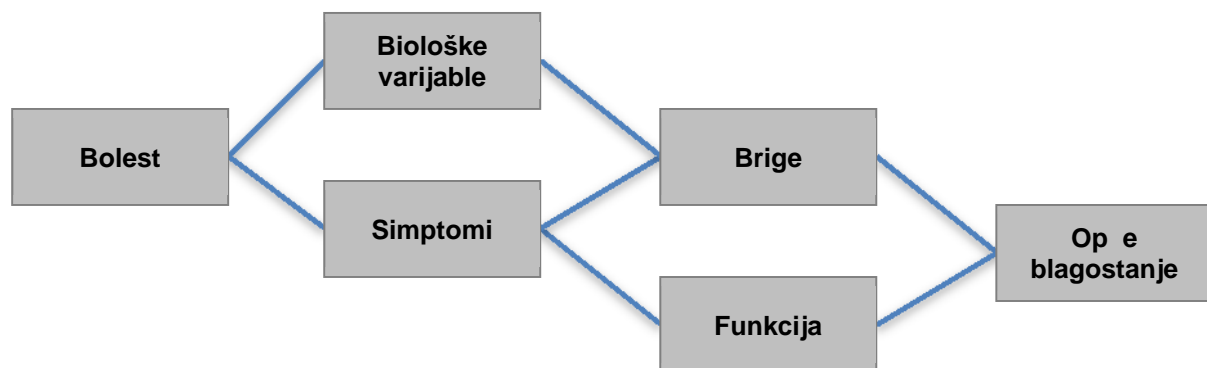 Biološke
varijable
Bolest
Brige
Simptomi
Op e
blagostanje
Funkcija